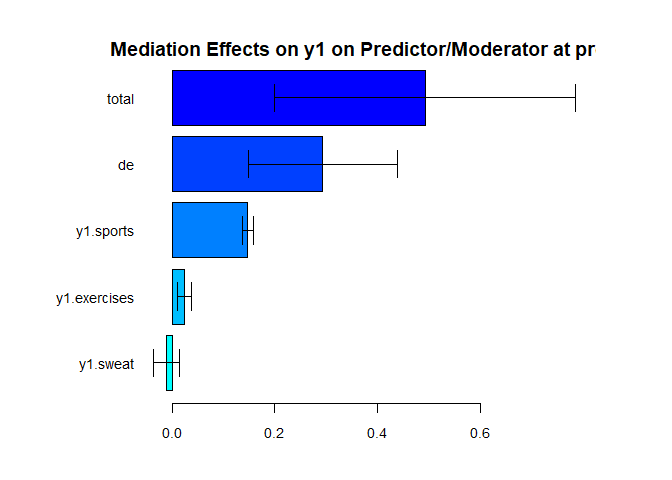 Mediation Effects on y1 on Predictor/Moderator at pr
total
de
y1.sports
y1.exercises
y1.sweat
0.0 0.2 0.4 0.6